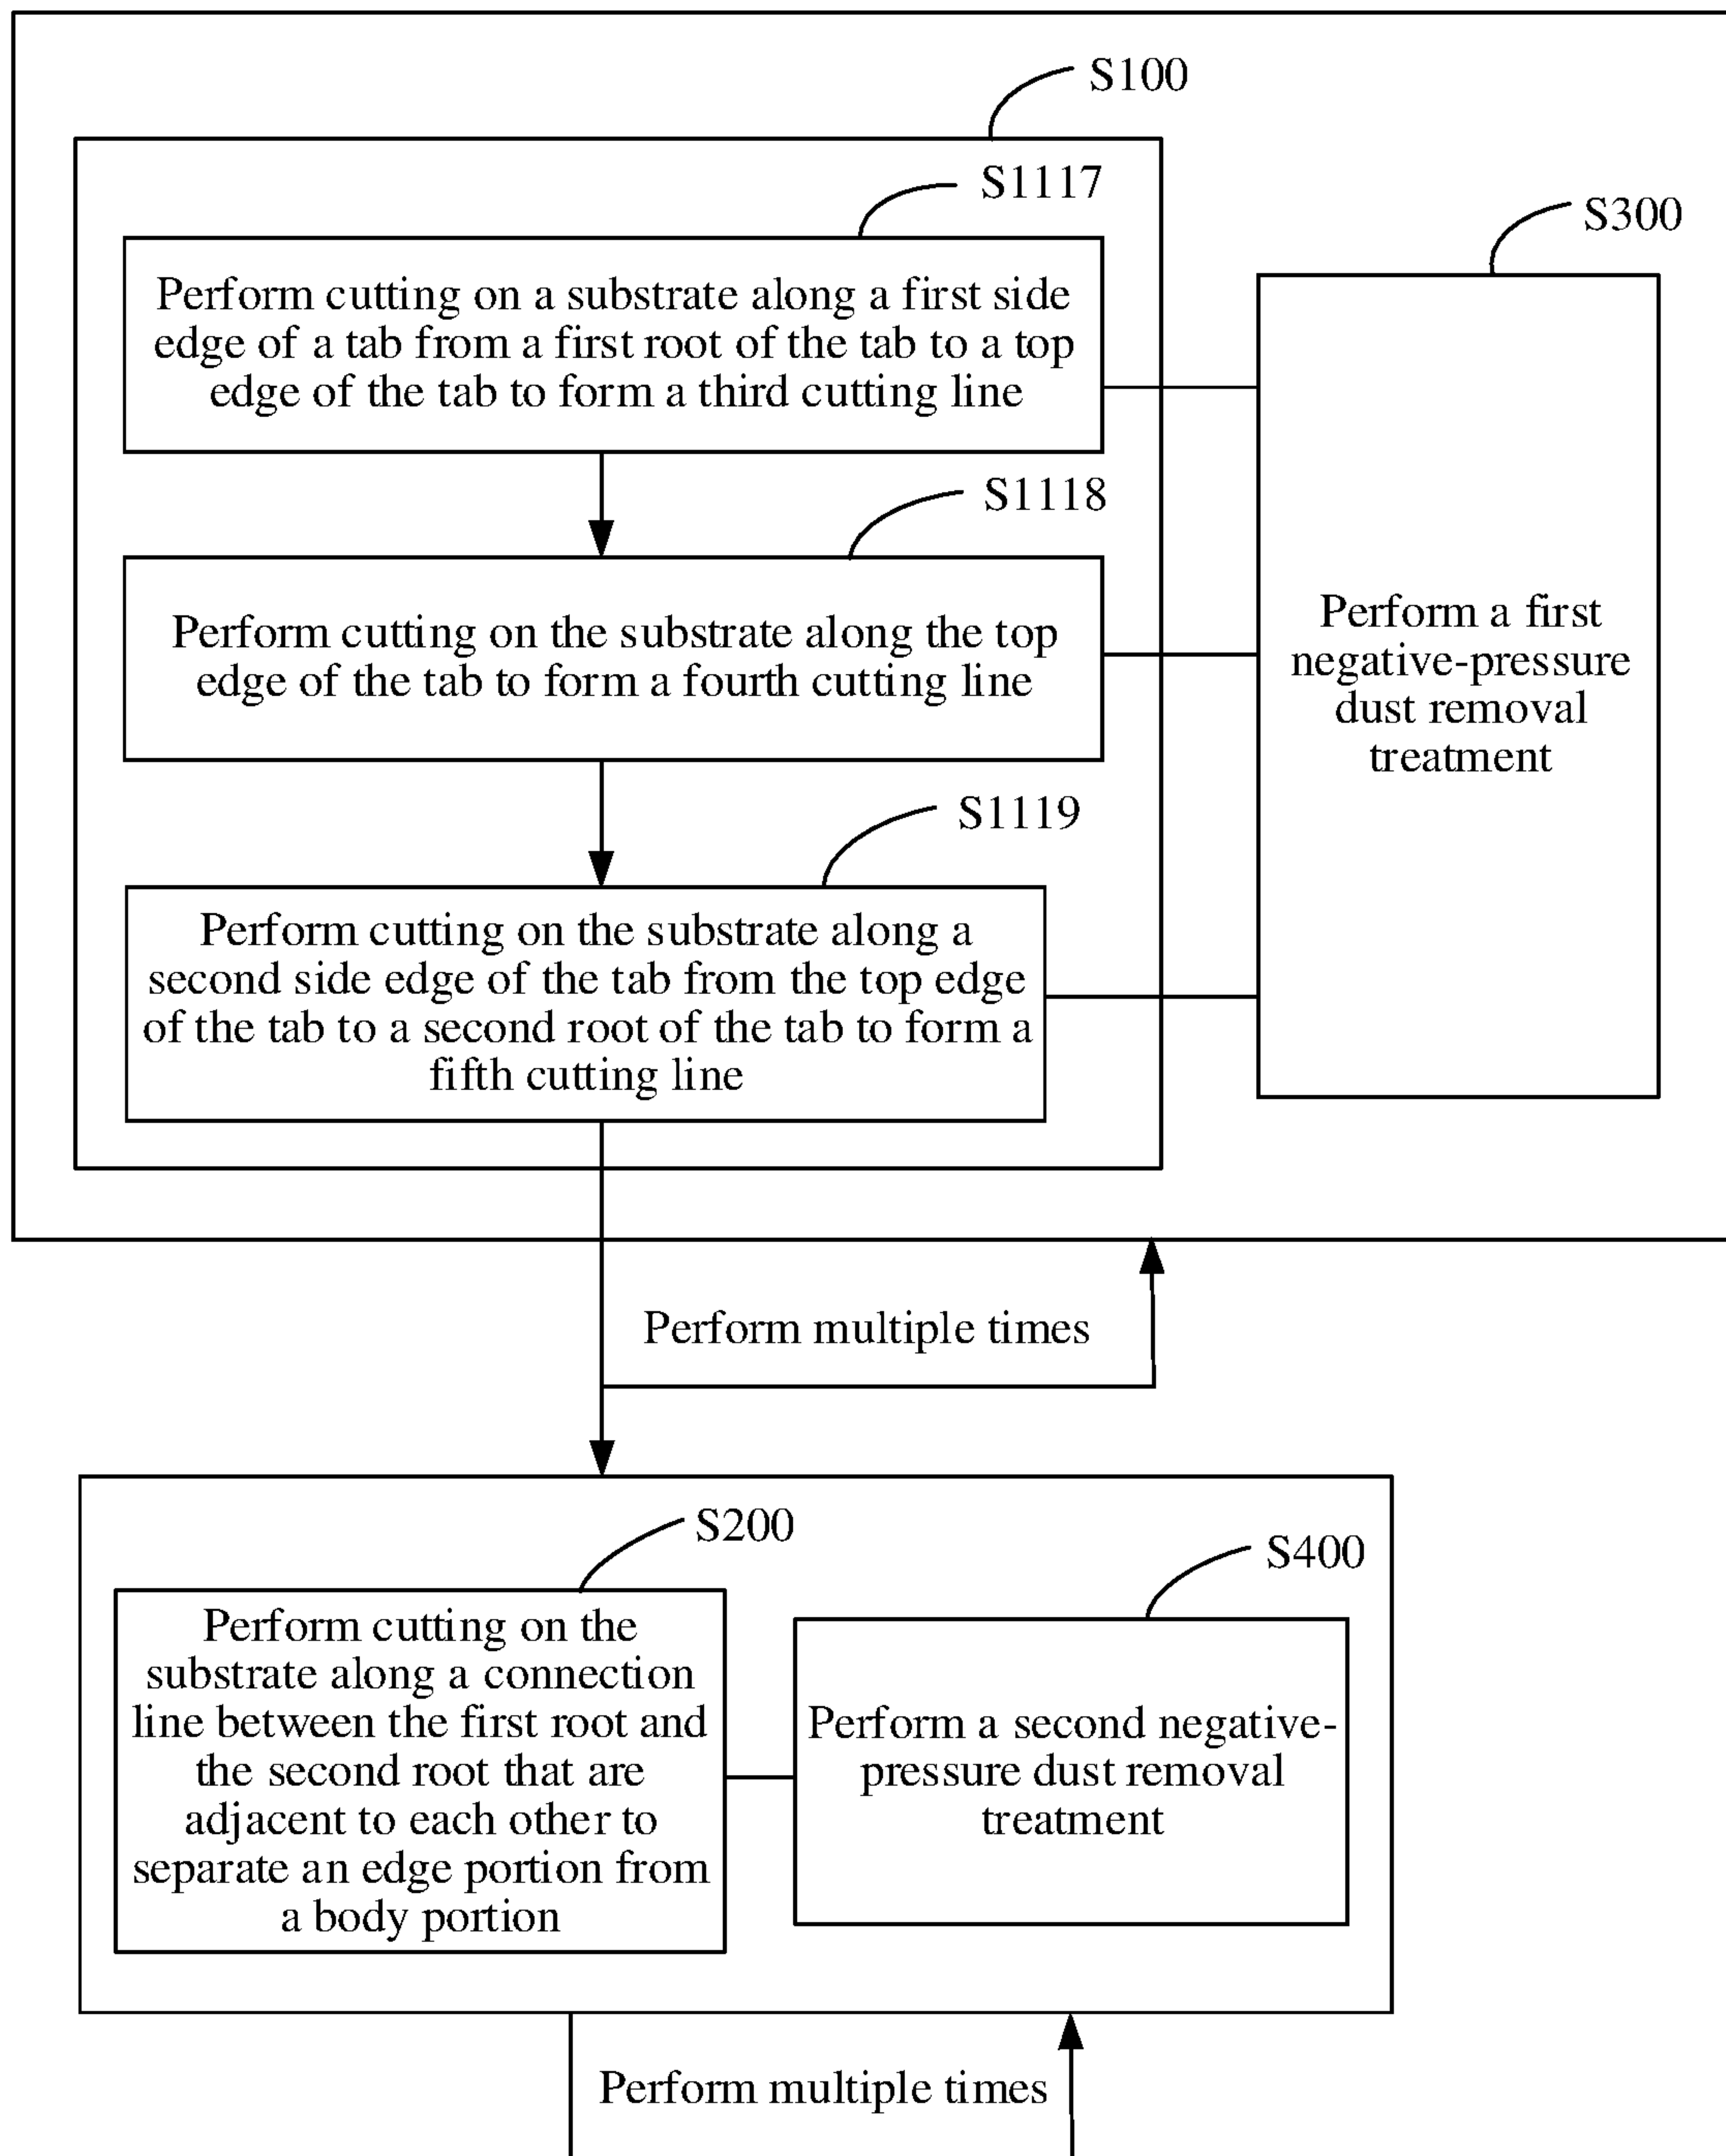 S100
S1117
Perform cutting on a substrate along a first side
edge of a tab from a first root of the tab to a top
edge of the tab to form a third cutting line
S300
S1118
Perform cutting on the substrate along the top
edge of the tab to form a fourth cutting line
Perform a first
negative-pressure
dust removal
treatment
S1119
Perform cutting on the substrate along a
second side edge of the tab from the top edge
of the tab to a second root of the tab to form a
fifth cutting line
Perform multiple times
S200
Perform cutting on the
substrate along a connection
line between the first root and
the second root that are
adjacent to each other to
separate an edge portion from
a body portion
S400
Perform a second negative-
pressure dust removal
treatment
Perform multiple times